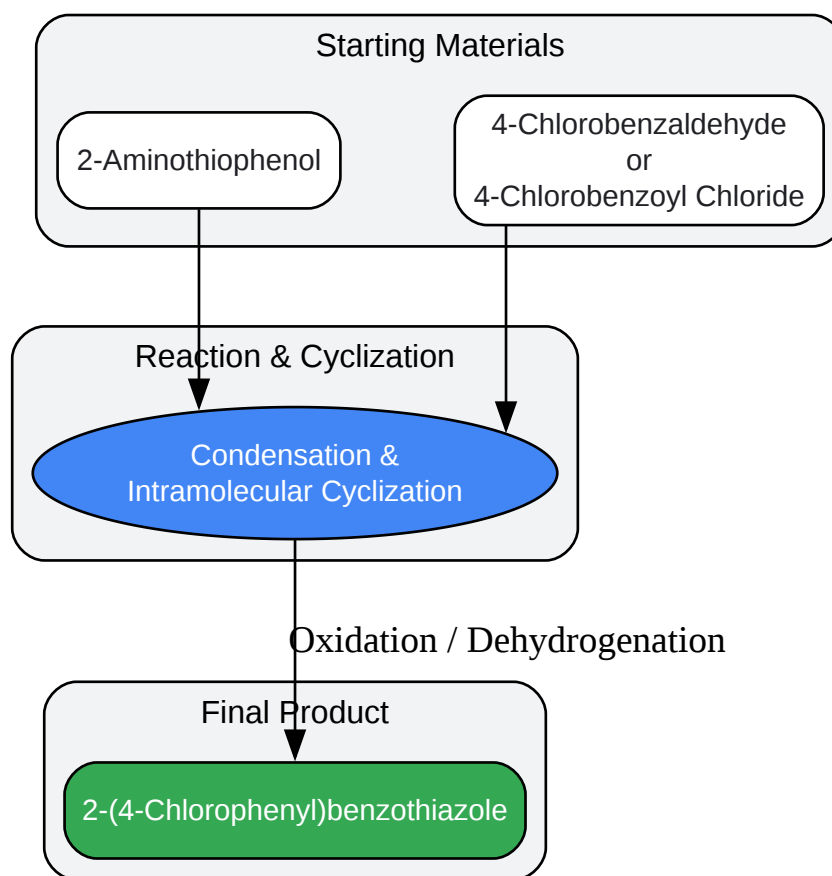 Starting Materials
2-Aminothiophenol
4-Chlorobenzaldehyde
or
4-Chlorobenzoyl Chloride
Reaction & Cyclization
Condensation &
Intramolecular Cyclization
Oxidation / Dehydrogenation
Final Product
2-(4-Chlorophenyl)benzothiazole